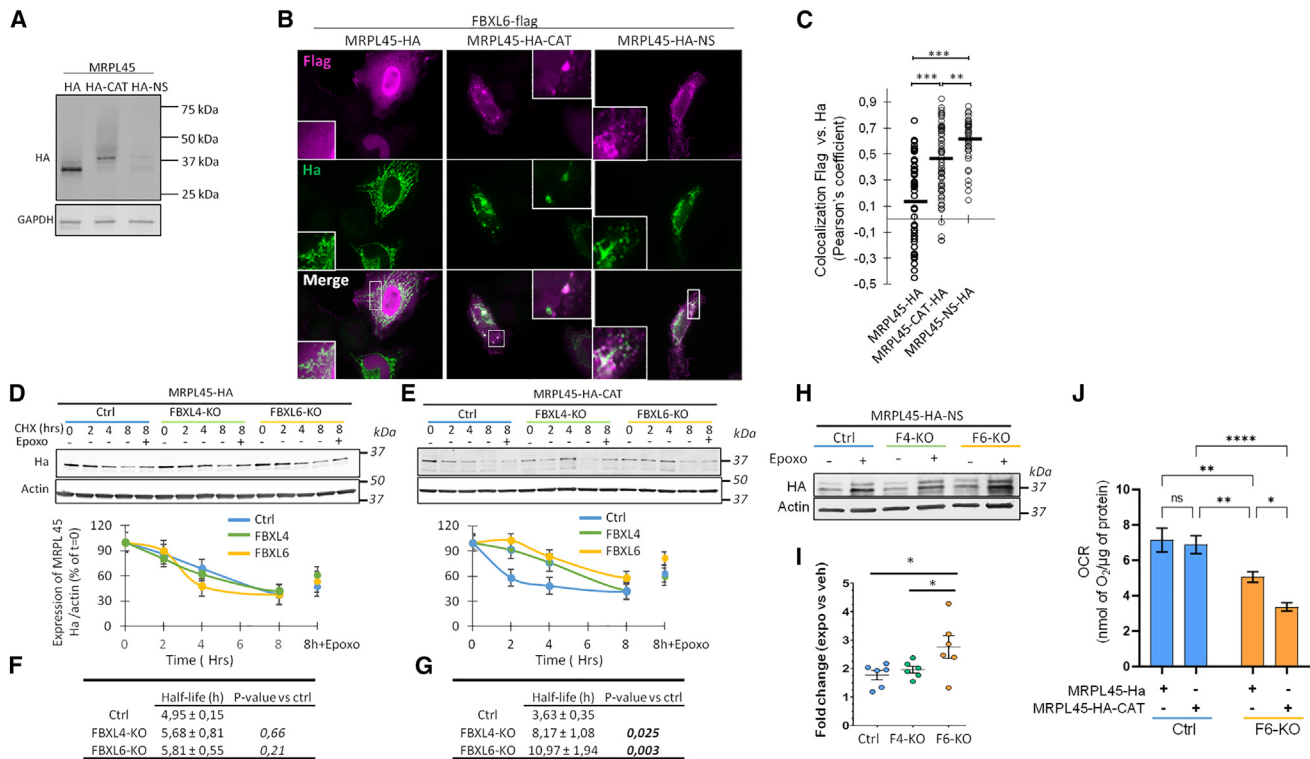 A
MRPL45
HA HA-CAT HA-NS
75 kDa
50 kDa
HA
37 kDa
25 kDa
GAPDH
B
FBXL6-flag
MRPL45-HA
MRPL45-HA-CAT
MRPL45-HA-NS
Flag
Ha
Merge
C
***
*** **
Colocalization Flag vs. Ha
(Pearson's coefficient)
0,9
0,7
0,5
0,3
0,1
-0,1
-0,3
0,5
MRPL45-HA
MRPL45-CAT-HA
MRPL45-NS-HA
D
MRPL45-HA
Ctrl FBXL4-KO FBXL6-KO
CHX (hrs) 0 2 4 8 8 0 2 4 8 8 0 2 4 8 8
Epoxo - + - + - +
kDa
Ha
37
Actin
50
37
Expression of MRPL 45
Ha /actin (% of t=0)
120
90
60
30
0
Ctrl
FBXL4
FBXL6
0 2 4 6 8 8h+Epoxo
Time ( Hrs)
E
MRPL45-HA-CAT
Ctrl FBXL4-KO FBXL6-KO
0 2 4 8 8 0 2 4 8 8 0 2 4 8 8
- + - + - +
kDa
37
50
37
120
90
60
30
0
Ctrl
FBXL4
FBXL6
0 2 4 6 8 8h+Epoxo
Time ( Hrs)
F
Half-life (h) P-value vs ctrl
Ctrl 4,95 ± 0,15
FBXL4-KO 5,68 ± 0,81 0,66
FBXL6-KO 5,81 ± 0,55 0,21
G
Half-life (h) P-value vs ctrl
Ctrl 3,63 ± 0,35
FBXL4-KO 8,17 ± 1,08 0,025
FBXL6-KO 10,97 ± 1,94 0,003
H
MRPL45-HA-NS
Ctrl F4-KO F6-KO
Epoxo - + - + - +
kDa
HA
Actin
37
I
*
*
Fold change (expo vs veh)
5
4
3
2
1
0
Ctrl F4-KO F6-KO
J
****
**
ns ** *
OCR
(nmol of O2/µg of protein)
10
8
6
4
2
0
MRPL45-Ha + - + -
MRPL45-HA-CAT - + - +
Ctrl F6-KO